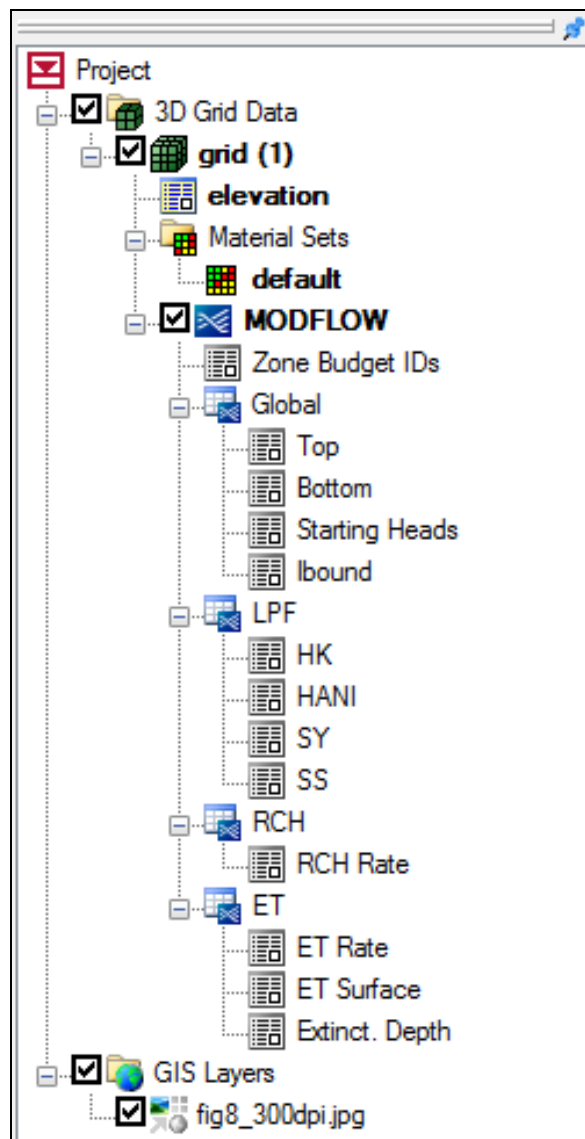 Project
3D Grid Data
grid (1)
elevation
Material Sets
default
MODFLOW
Zone Budget IDs
Global
Top
Bottom
Starting Heads
Ibound
LPF
HK
HANI
SY
SS
RCH
RCH Rate
ET
ET Rate
ET Surface
Extinct. Depth
GIS Layers
fig8_300dpi.jpg